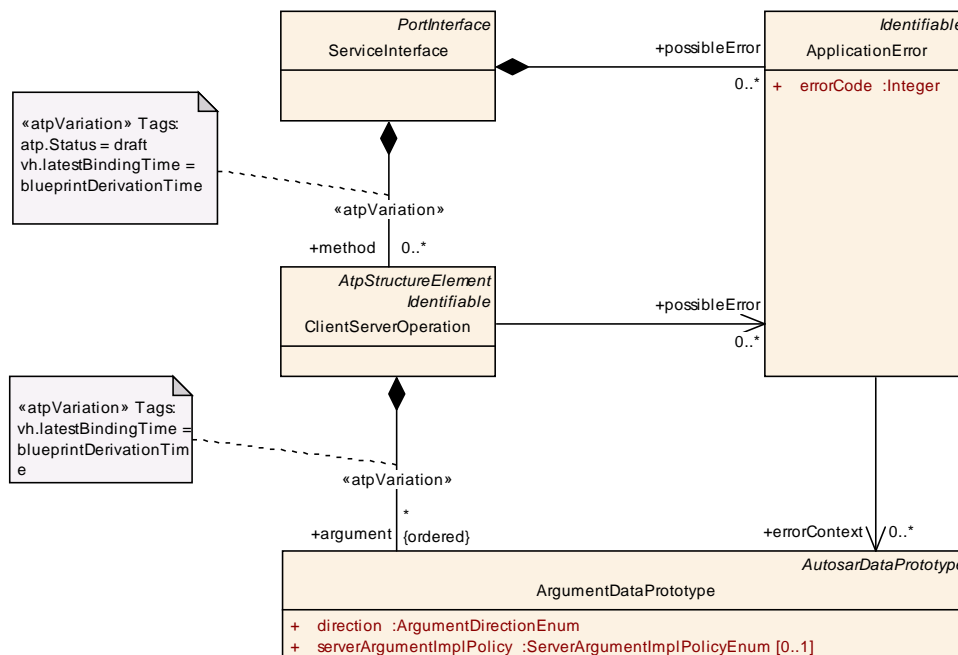 PortInterface
ServiceInterface
Identifiable
ApplicationError
+ errorCode :Integer
+possibleError
0..*
«atpVariation» Tags:
atp.Status = draft
vh.latestBindingTime =
blueprintDerivationTime
«atpVariation»
+method 0..*
AtpStructureElement
Identifiable
ClientServerOperation
+possibleError
0..*
«atpVariation» Tags:
vh.latestBindingTime =
blueprintDerivationTim
e
«atpVariation»
*
+argument {ordered}
+errorContext 0..*
AutosarDataPrototype
ArgumentDataPrototype
+ direction :ArgumentDirectionEnum
+ serverArgumentImplPolicy :ServerArgumentImplPolicyEnum [0..1]